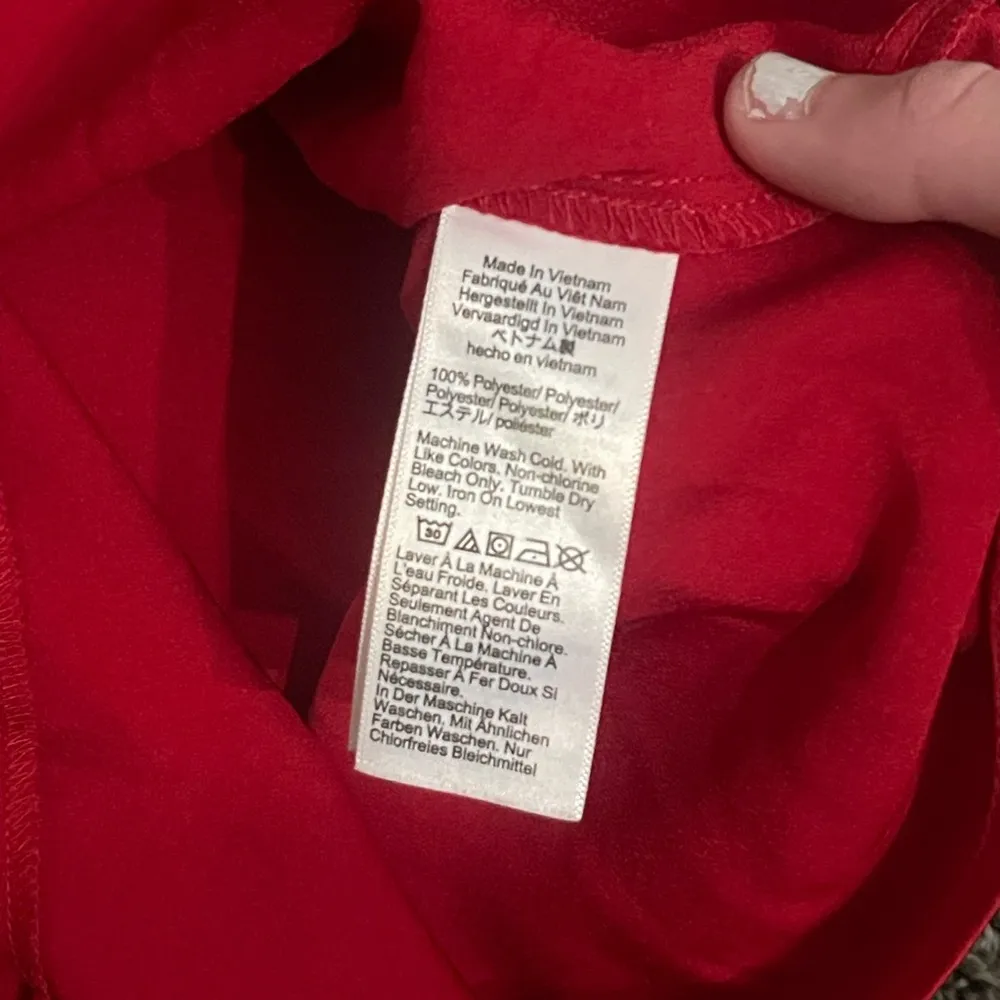 Made In Vietnam
Fabriqué Au Viêt Nam
Hergestellt In Vietnam
Vervaardigd In Vietnam
ベトナム製
hecho en vietnam
100% Polyester/ Polyester/
Polyester/ Polyester/ ポリ
エステル/ poliéster
Machine Wash Cold. With
Like Colors. Non-chlorine
Bleach Only. Tumble Dry
Low. Iron On Lowest
Setting.
30
Laver À La Machine À
L'eau Froide. Laver En
Séparant Les Couleurs.
Seulement Agent De
Blanchiment Non-chlore.
Sécher À La Machine À
Basse Température.
Repasser À Fer Doux Si
Nécessaire.
In Der Maschine Kalt
Waschen. Mit Ähnlichen
Farben Waschen. Nur
Chlorfreies Bleichmittel